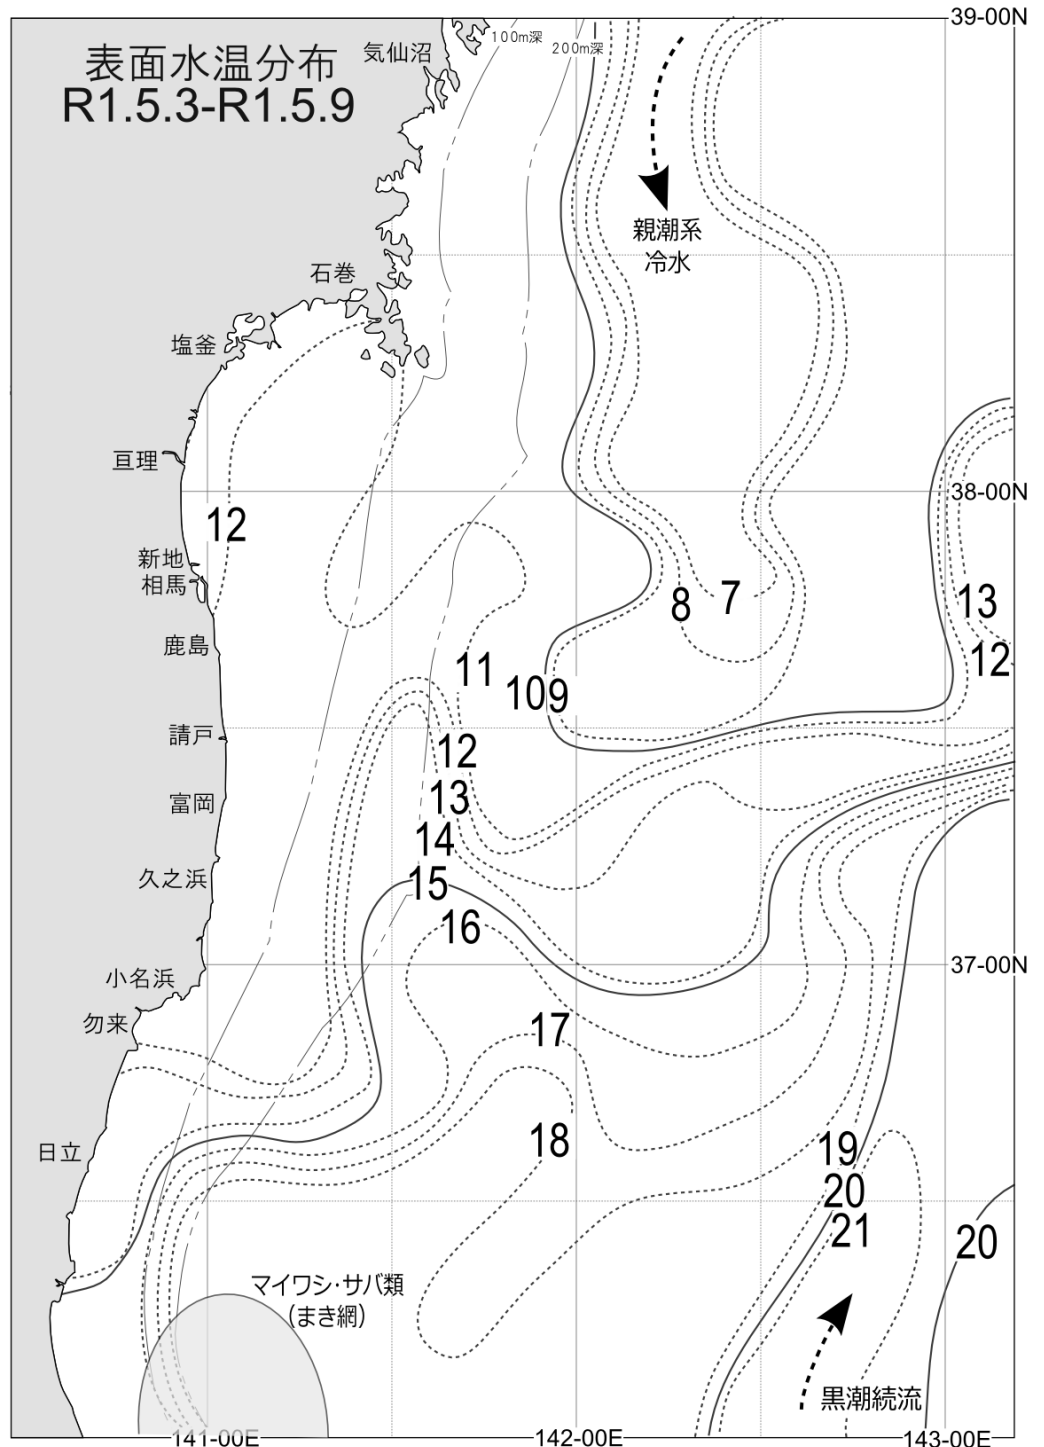 39-00N
100m深
200m深
気仙沼
表面水温分布
R1.5.3-R1.5.9
親潮系
冷水
石巻
塩釜
亘理
38-00N
12
新地
相馬
8
7
13
鹿島
12
11
10
9
請戸
12
富岡
13
14
久之浜
15
16
小名浜
37-00N
勿来
17
日立
18
19
20
21
20
マイワシ・サバ類
(まき網)
黒潮続流
141-00E
142-00E
143-00E